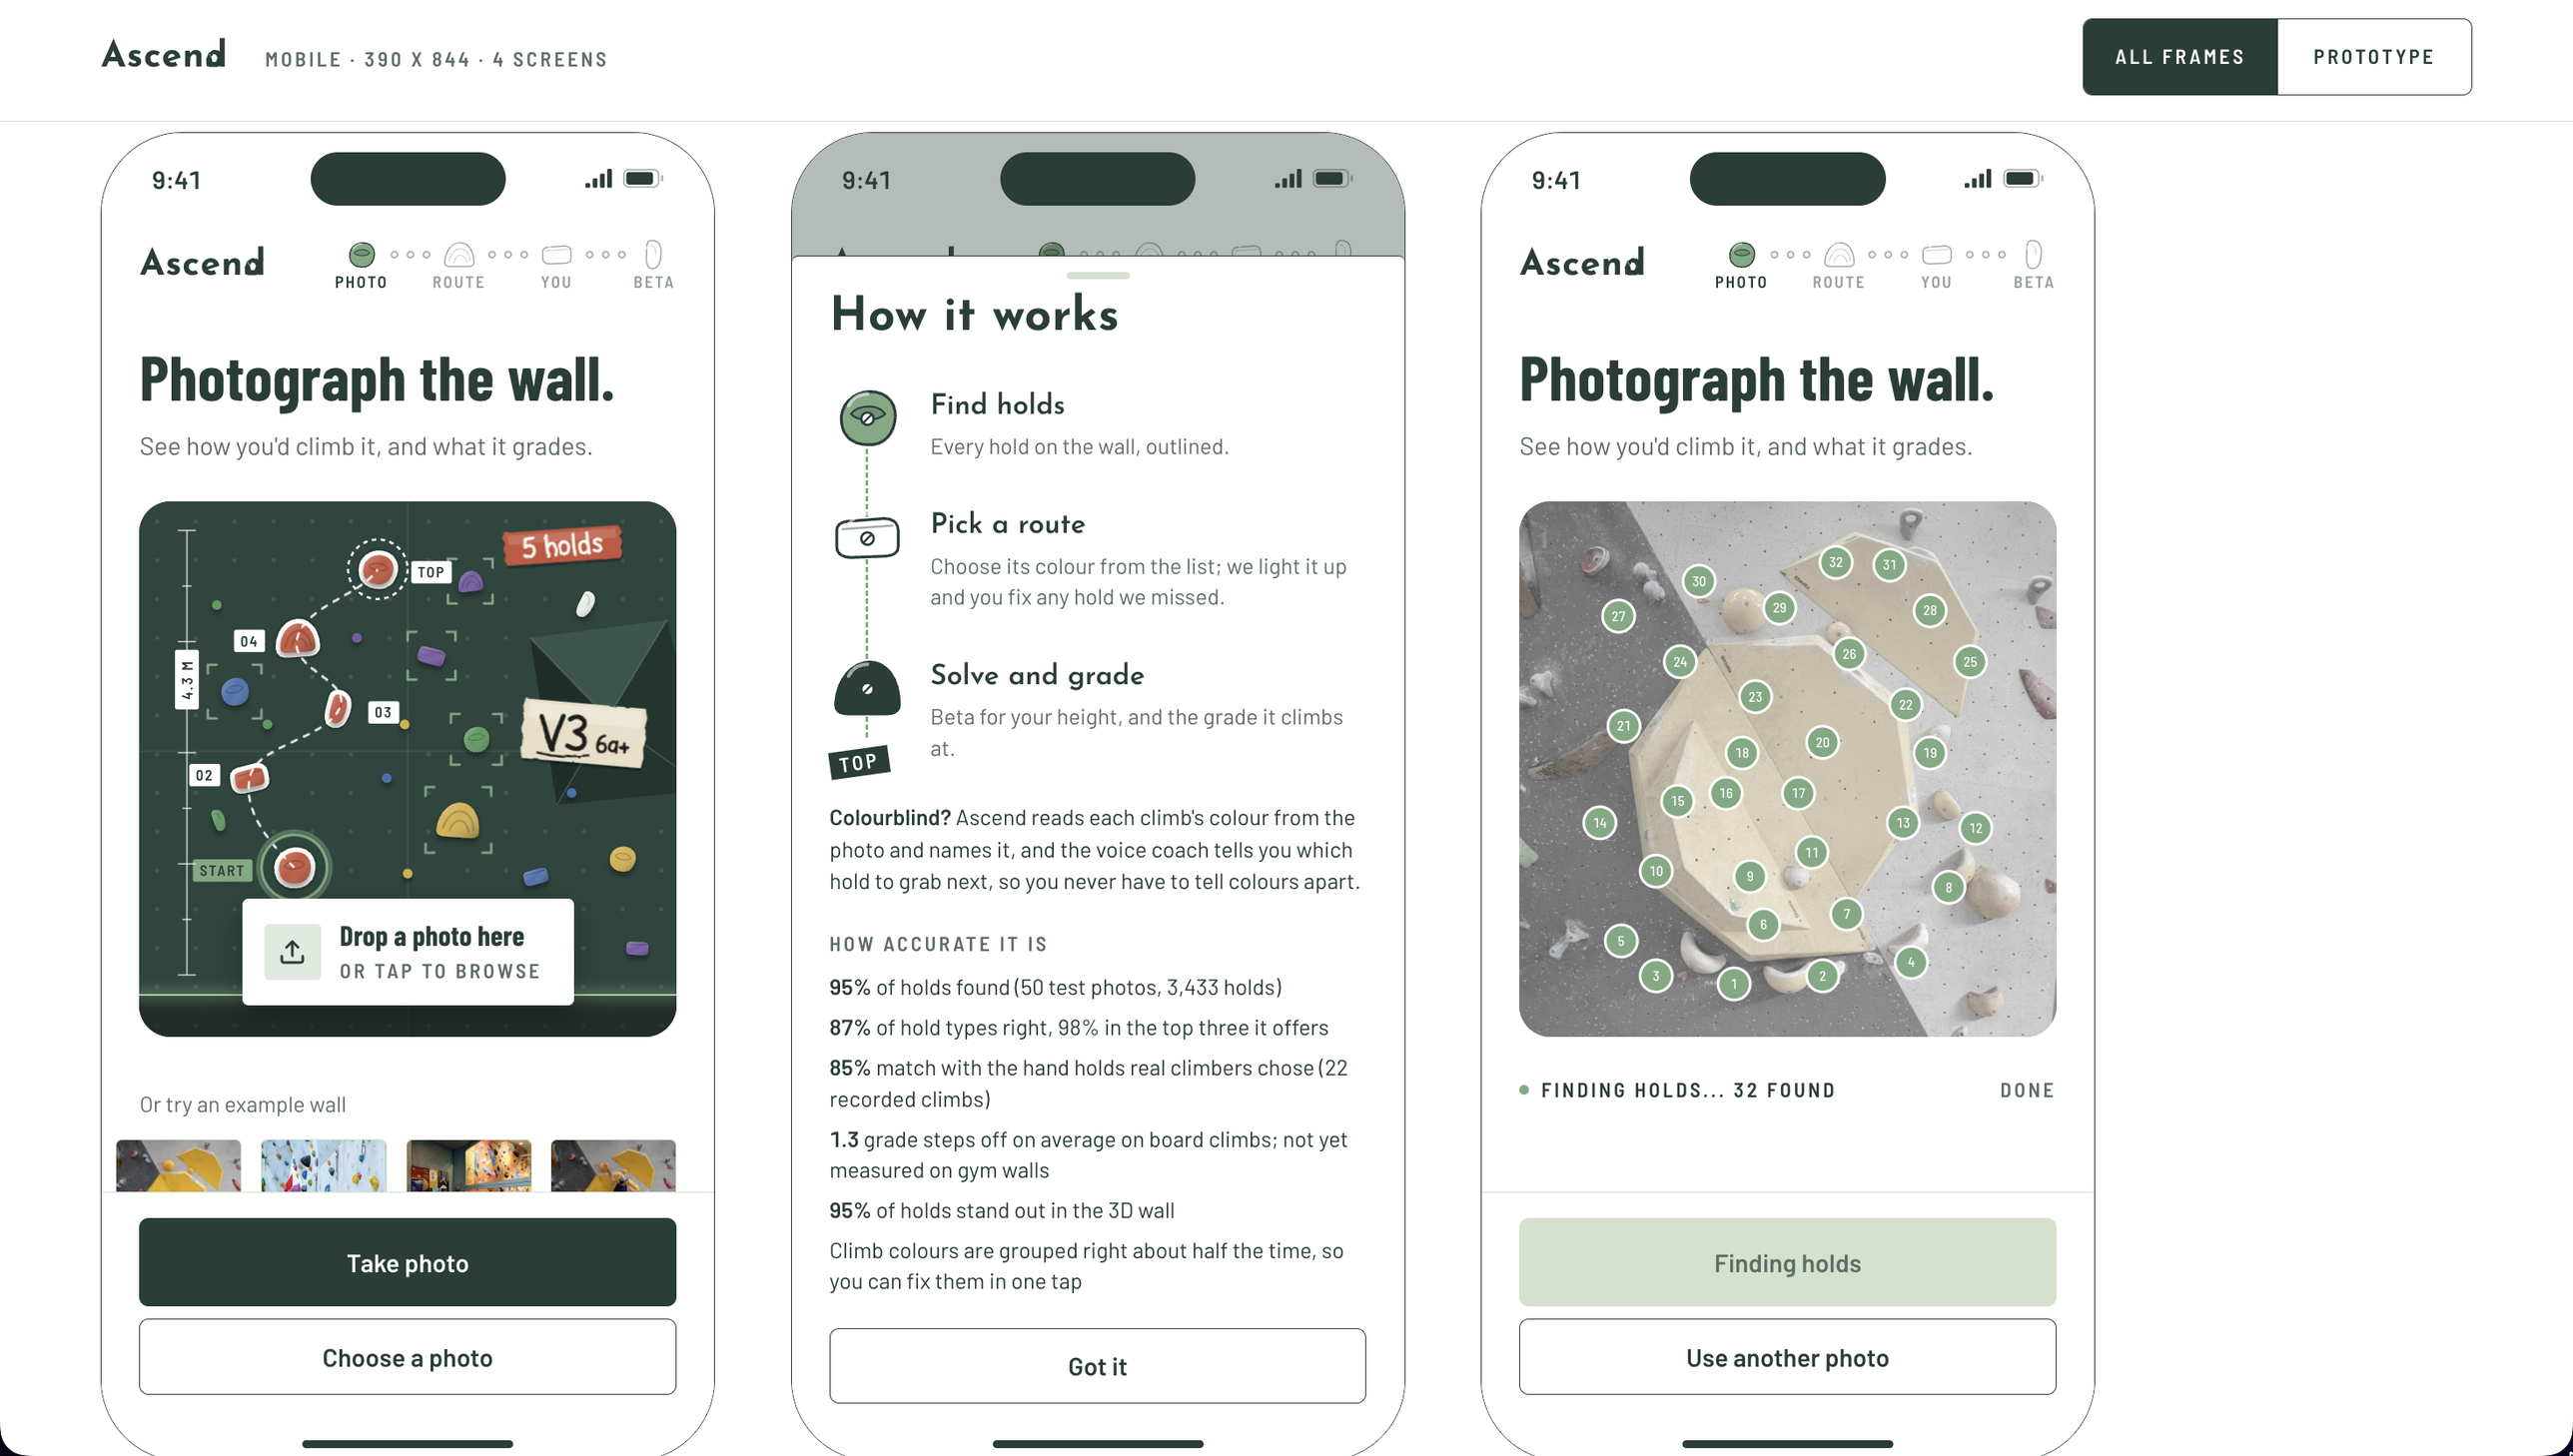 Ascend
MOBILE · 390 X 844 · 4 SCREENS
ALL FRAMES
PROTOTYPE
9:41
Ascend
PHOTO
ROUTE
YOU
BETA
Photograph the wall.
See how you'd climb it, and what it grades.
5 holds
TOP
04
4.3 M
03
V3 6a+
02
START
Drop a photo here
OR TAP TO BROWSE
Or try an example wall
Take photo
Choose a photo
9:41
How it works
Find holds
Every hold on the wall, outlined.
Pick a route
Choose its colour from the list; we light it up
and you fix any hold we missed.
Solve and grade
Beta for your height, and the grade it climbs
at.
TOP
Colourblind? Ascend reads each climb's colour from the
photo and names it, and the voice coach tells you which
hold to grab next, so you never have to tell colours apart.
HOW ACCURATE IT IS
95% of holds found (50 test photos, 3,433 holds)
87% of hold types right, 98% in the top three it offers
85% match with the hand holds real climbers chose (22
recorded climbs)
1.3 grade steps off on average on board climbs; not yet
measured on gym walls
95% of holds stand out in the 3D wall
Climb colours are grouped right about half the time, so
you can fix them in one tap
Got it
9:41
Ascend
PHOTO
ROUTE
YOU
BETA
Photograph the wall.
See how you'd climb it, and what it grades.
32
31
30
29
28
27
26
25
24
23
22
21
20
19
18
17
16
15
14
13
12
11
10
9
8
7
6
5
4
3
2
1
FINDING HOLDS... 32 FOUND
DONE
Finding holds
Use another photo